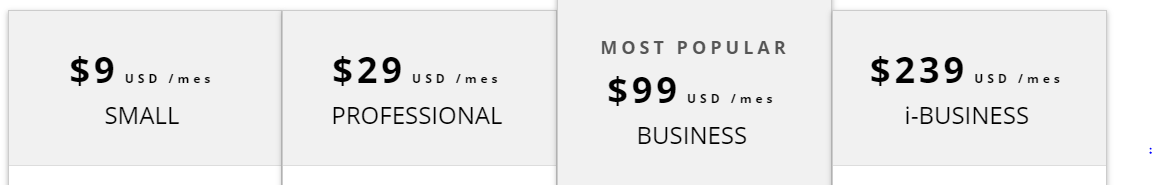 $9 USD /mes
SMALL
$29 USD /mes
PROFESSIONAL
MOST POPULAR
$99 USD /mes
BUSINESS
$239 USD /mes
i-BUSINESS
: